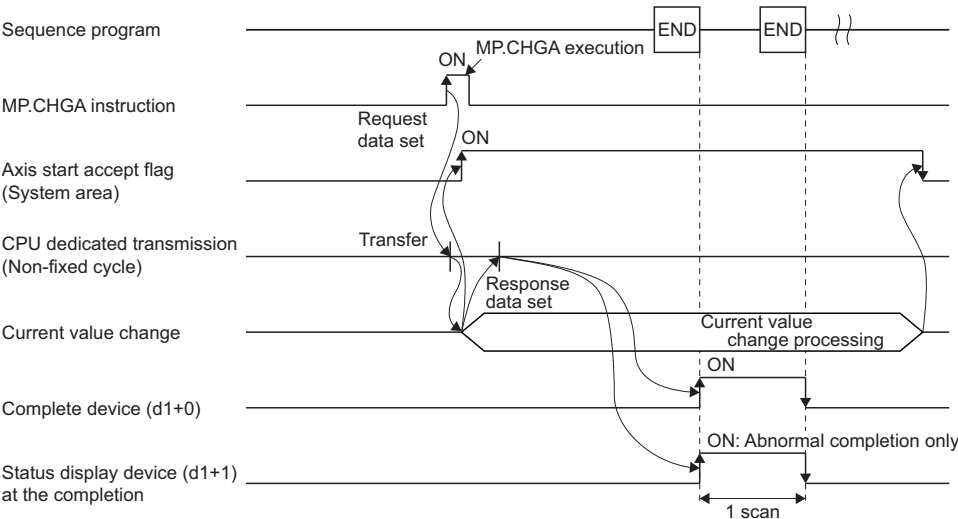 Sequence program
END
END
MP.CHGA execution
ON
MP.CHGA instruction
Request
data set
ON
Axis start accept flag
(System area)
CPU dedicated transmission
(Non-fixed cycle)
Transfer
Response
data set
Current value change
Current value
change processing
ON
Complete device (d1+0)
ON: Abnormal completion only
Status display device (d1+1)
at the completion
1 scan